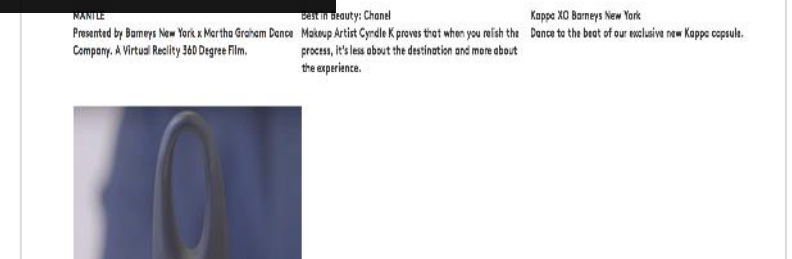 MANTLE
Presented by Barneys New York x Martha Graham Dance
Company. A Virtual Reality 360 Degree Film.
Best in Beauty: Chanel
Makeup Artist Cyndle K proves that when you relish the
process, it's less about the destination and more about
the experience.
Kappa XO Barneys New York
Dance to the beat of our exclusive new Kappa capsule.